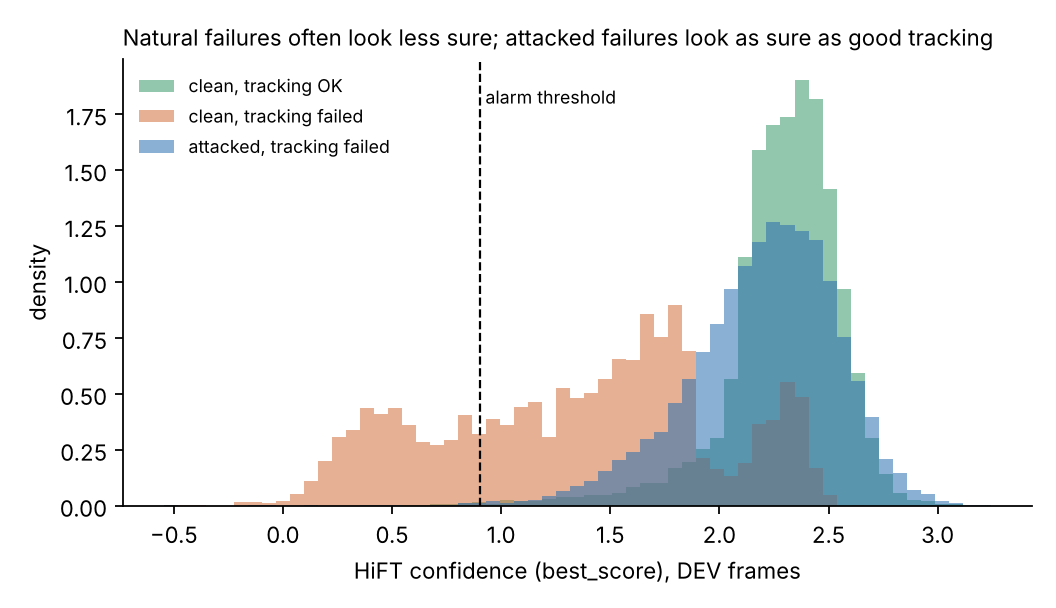 Natural failures often look less sure; attacked failures look as sure as good tracking
clean, tracking OK
clean, tracking failed
attacked, tracking failed
alarm threshold
density
1.75
1.50
1.25
1.00
0.75
0.50
0.25
0.00
−0.5
0.0
0.5
1.0
1.5
2.0
2.5
3.0
HiFT confidence (best_score), DEV frames